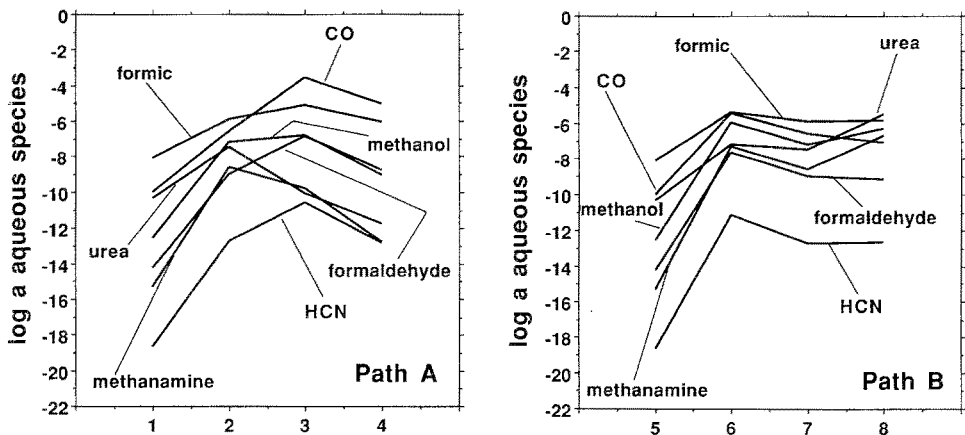 log a aqueous species
0
-2
-4
-6
-8
-10
-12
-14
-16
-18
-20
-22
CO
formic
methanol
urea
formaldehyde
HCN
methanamine
Path A
1 2 3 4
log a aqueous species
0
-2
-4
-6
-8
-10
-12
-14
-16
-18
-20
-22
formic
urea
CO
methanol
formaldehyde
HCN
methanamine
Path B
5 6 7 8